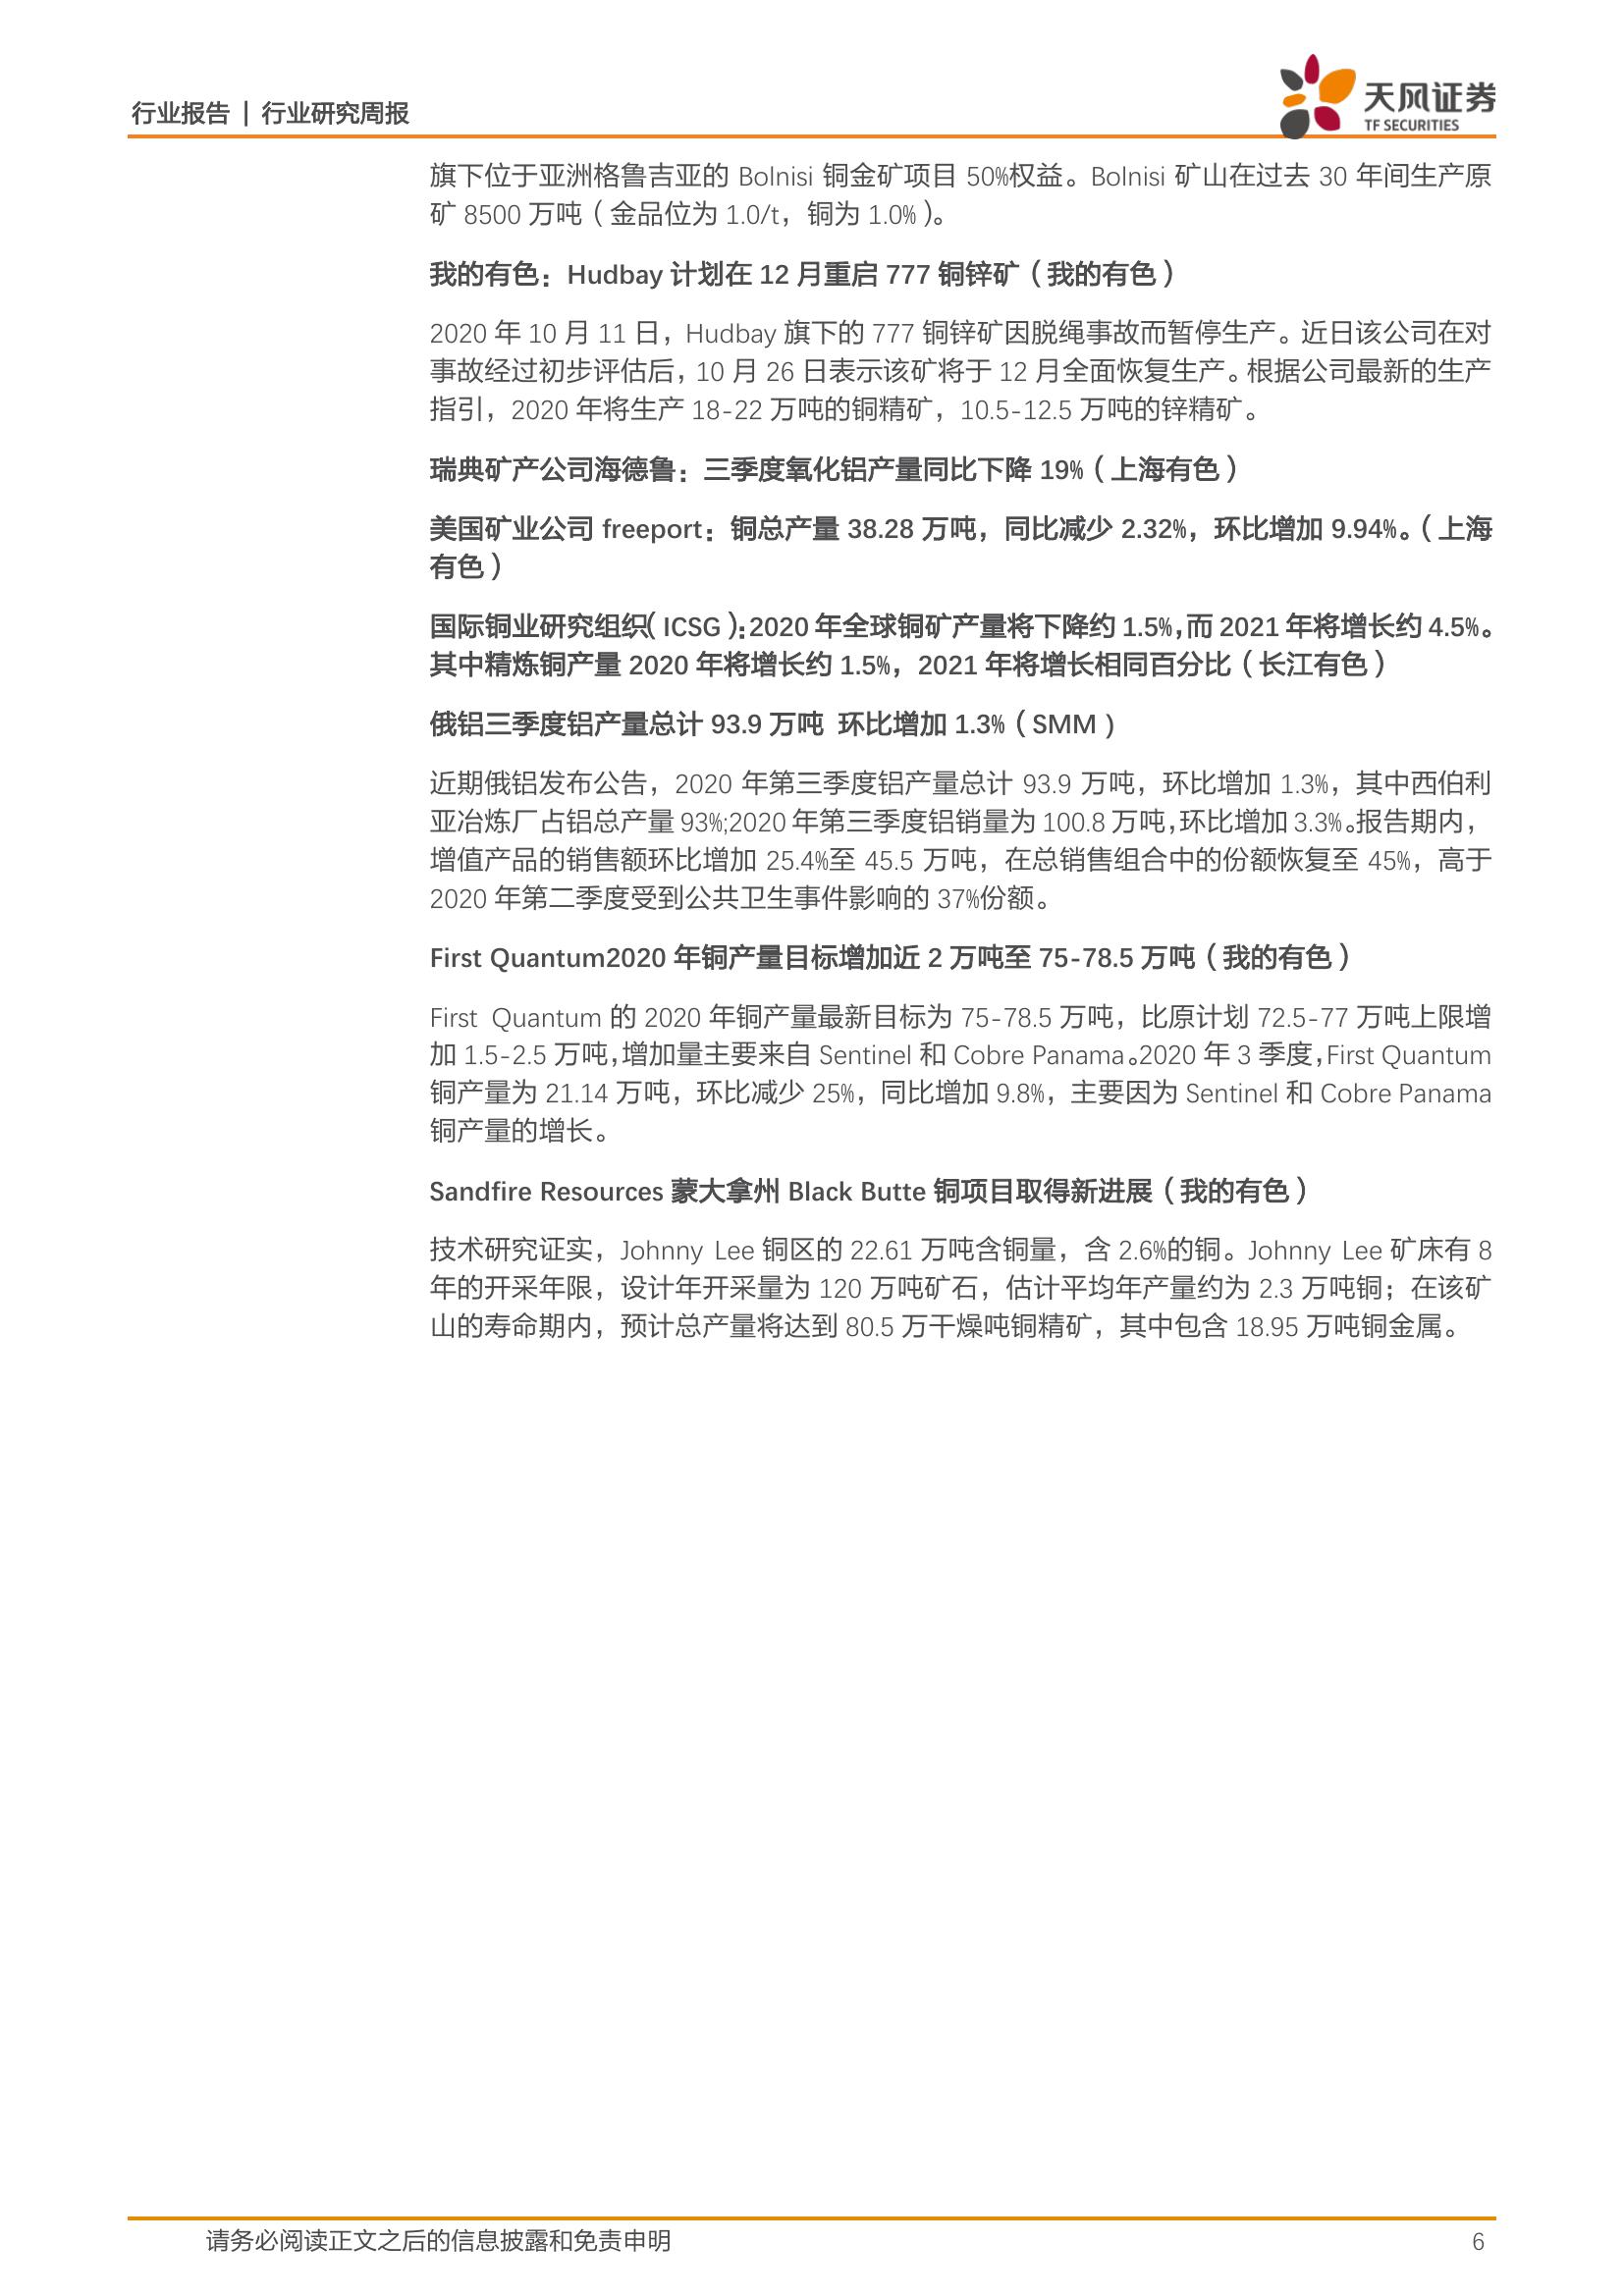 行业报告 | 行业研究周报
天风证券
TF SECURITIES
旗下位于亚洲格鲁吉亚的 Bolnisi 铜金矿项目 50%权益。Bolnisi 矿山在过去 30 年间生产原
矿 8500 万吨（金品位为 1.0/t，铜为 1.0%）。
我的有色：Hudbay 计划在 12 月重启 777 铜锌矿（我的有色）
2020 年 10 月 11 日，Hudbay 旗下的 777 铜锌矿因脱绳事故而暂停生产。近日该公司在对
事故经过初步评估后，10 月 26 日表示该矿将于 12 月全面恢复生产。根据公司最新的生产
指引，2020 年将生产 18-22 万吨的铜精矿，10.5-12.5 万吨的锌精矿。
瑞典矿产公司海德鲁：三季度氧化铝产量同比下降 19%（上海有色）
美国矿业公司 freeport：铜总产量 38.28 万吨，同比减少 2.32%，环比增加 9.94%。（上海
有色）
国际铜业研究组织（ICSG）：2020 年全球铜矿产量将下降约 1.5%，而 2021 年将增长约 4.5%。
其中精炼铜产量 2020 年将增长约 1.5%，2021 年将增长相同百分比（长江有色）
俄铝三季度铝产量总计 93.9 万吨 环比增加 1.3%（SMM）
近期俄铝发布公告，2020 年第三季度铝产量总计 93.9 万吨，环比增加 1.3%，其中西伯利
亚冶炼厂占铝总产量 93%;2020 年第三季度铝销量为 100.8 万吨，环比增加 3.3%。报告期内，
增值产品的销售额环比增加 25.4%至 45.5 万吨，在总销售组合中的份额恢复至 45%，高于
2020 年第二季度受到公共卫生事件影响的 37%份额。
First Quantum2020 年铜产量目标增加近 2 万吨至 75-78.5 万吨（我的有色）
First Quantum 的 2020 年铜产量最新目标为 75-78.5 万吨，比原计划 72.5-77 万吨上限增
加 1.5-2.5 万吨，增加量主要来自 Sentinel 和 Cobre Panama。2020 年 3 季度，First Quantum
铜产量为 21.14 万吨，环比减少 25%，同比增加 9.8%，主要因为 Sentinel 和 Cobre Panama
铜产量的增长。
Sandfire Resources 蒙大拿州 Black Butte 铜项目取得新进展（我的有色）
技术研究证实，Johnny Lee 铜区的 22.61 万吨含铜量，含 2.6%的铜。Johnny Lee 矿床有 8
年的开采年限，设计年开采量为 120 万吨矿石，估计平均年产量约为 2.3 万吨铜；在该矿
山的寿命期内，预计总产量将达到 80.5 万干燥吨铜精矿，其中包含 18.95 万吨铜金属。
请务必阅读正文之后的信息披露和免责申明
6